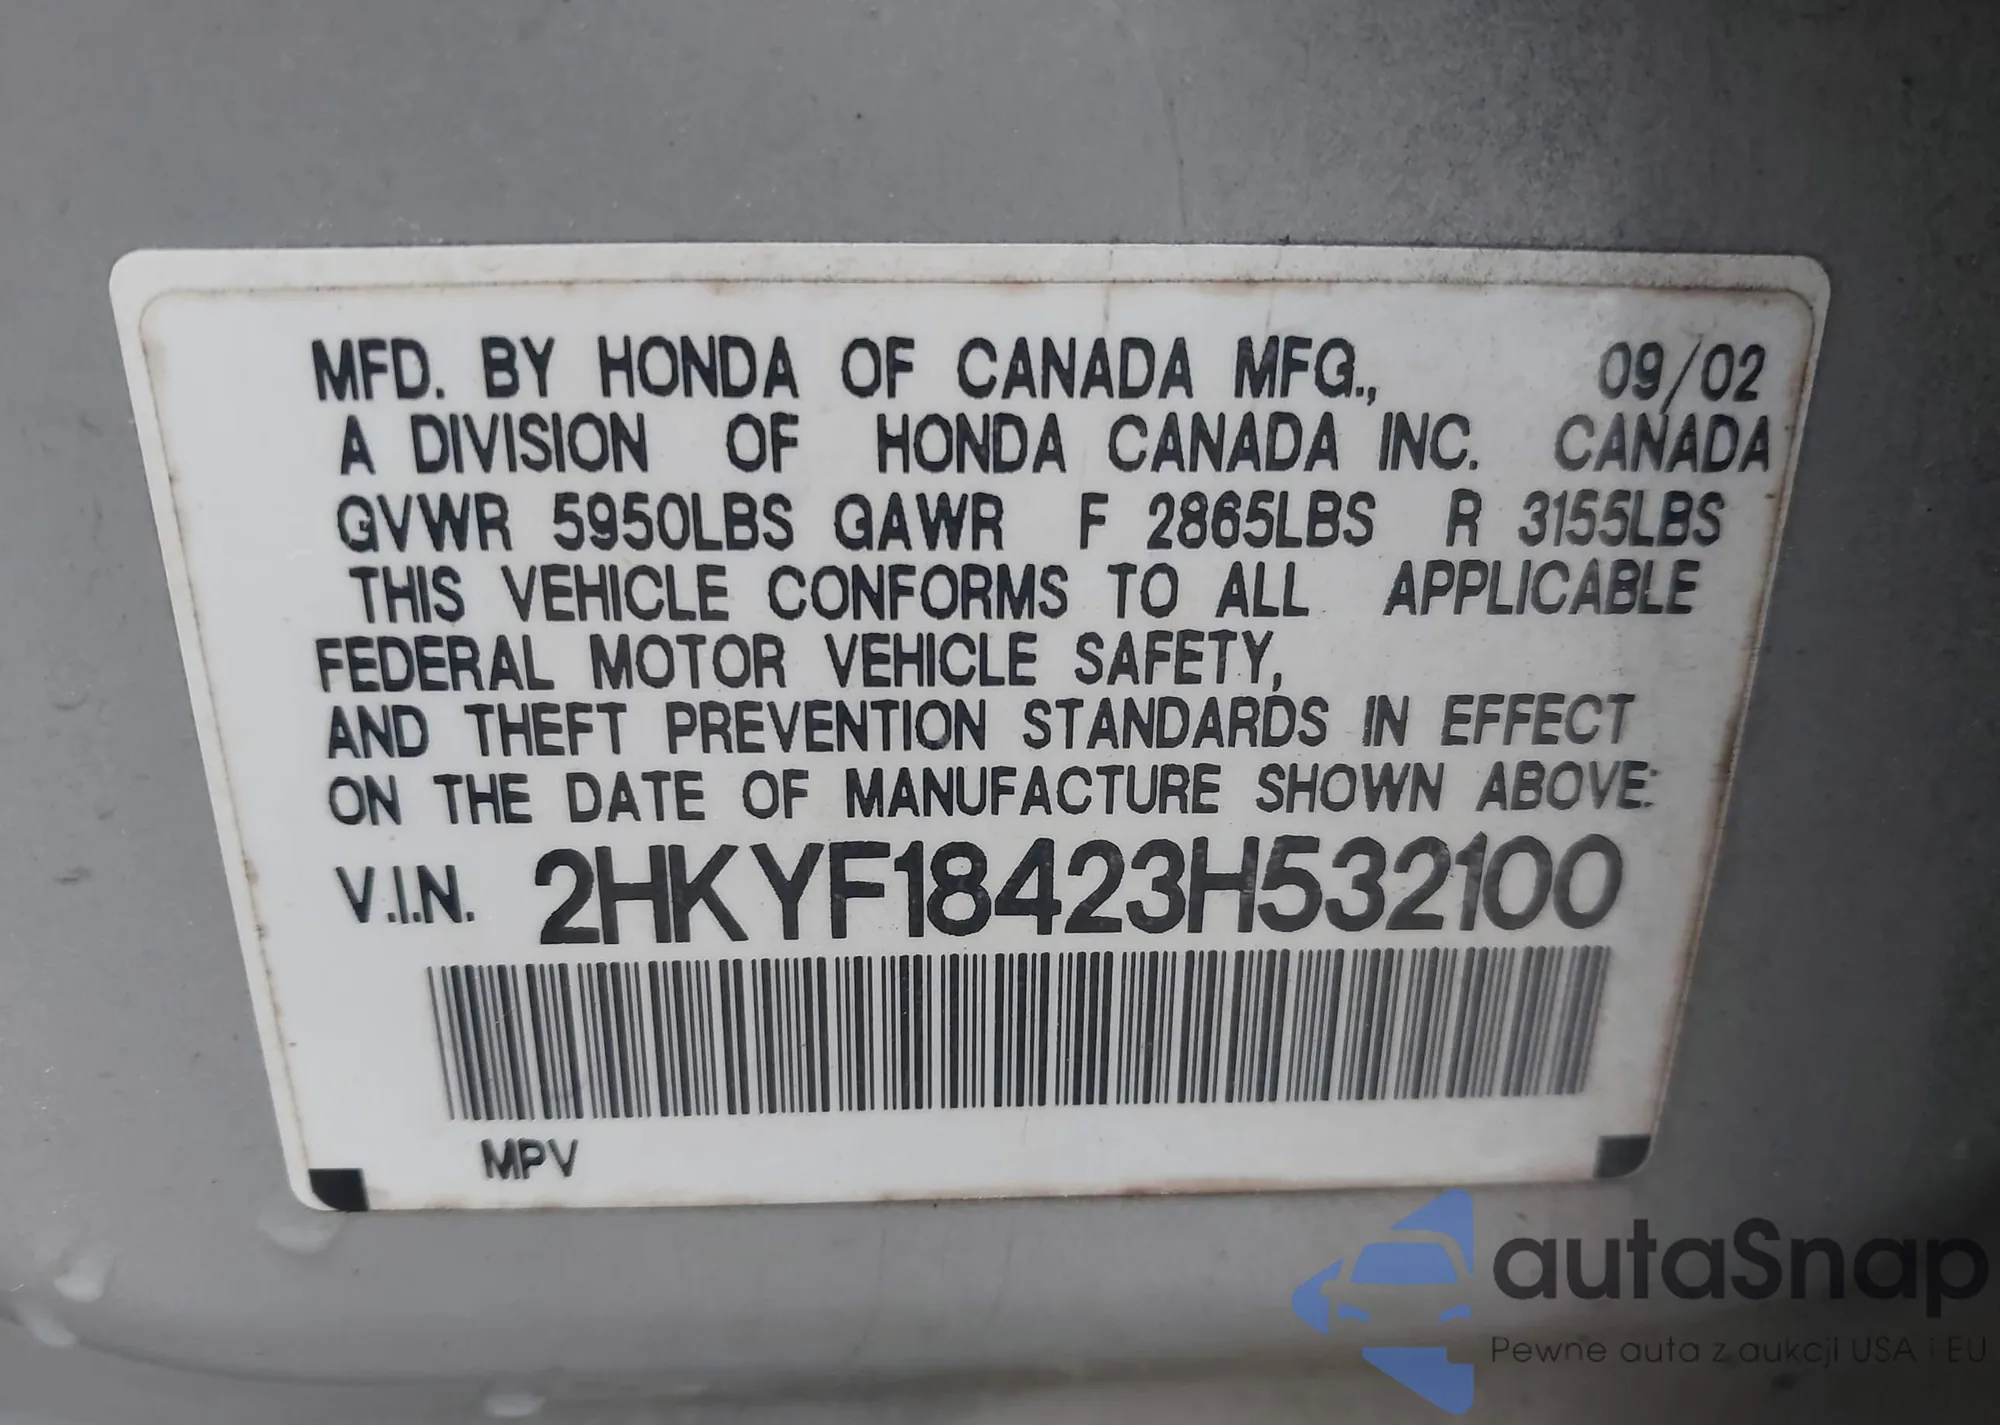 MFD. BY HONDA OF CANADA MFG., 09/02
A DIVISION OF HONDA CANADA INC. CANADA
GVWR 5950LBS GAWR F 2865LBS R 3155LBS
THIS VEHICLE CONFORMS TO ALL APPLICABLE
FEDERAL MOTOR VEHICLE SAFETY,
AND THEFT PREVENTION STANDARDS IN EFFECT
ON THE DATE OF MANUFACTURE SHOWN ABOVE:
V.I.N. 2HKYF18423H532100
MPV
autaSnap
Pewne auta z aukcji USA i EU